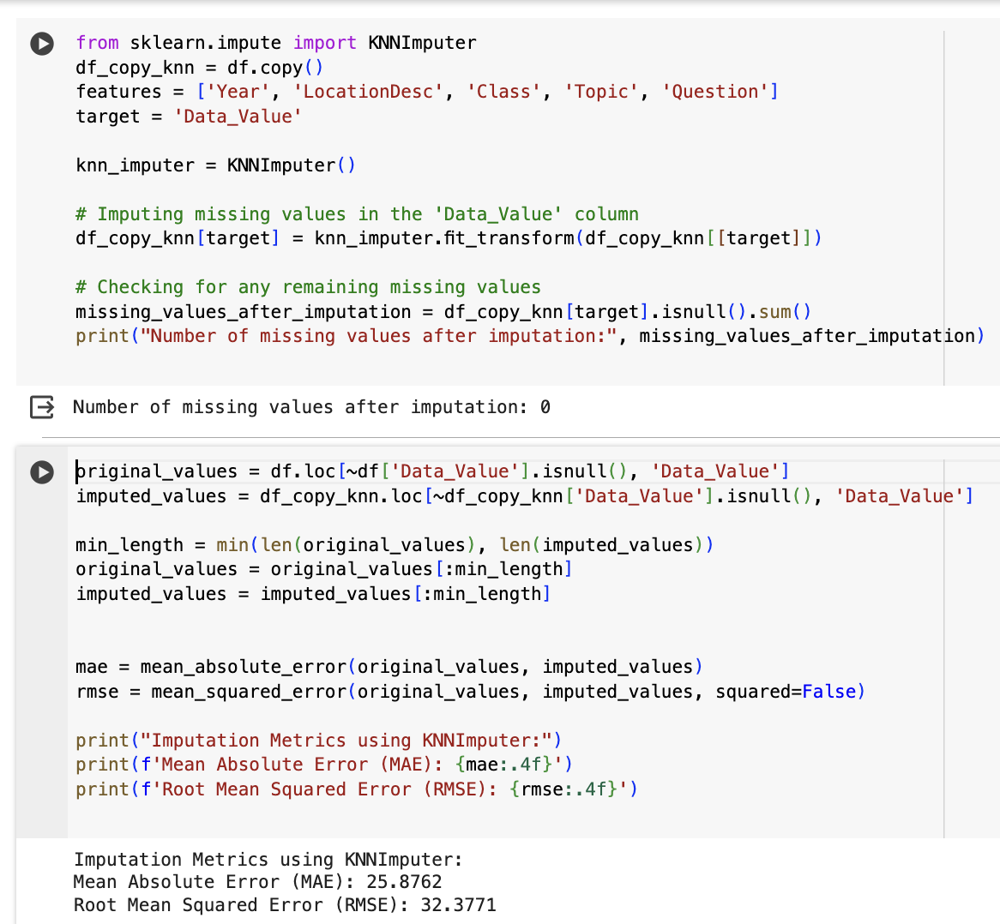 from sklearn.impute import KNNImputer
df_copy_knn = df.copy()
features = ['Year', 'LocationDesc', 'Class', 'Topic', 'Question']
target = 'Data_Value'
knn_imputer = KNNImputer()
# Imputing missing values in the 'Data_Value' column
df_copy_knn[target] = knn_imputer.fit_transform(df_copy_knn[[target]])
# Checking for any remaining missing values
missing_values_after_imputation = df_copy_knn[target].isnull().sum()
print("Number of missing values after imputation:", missing_values_after_imputation)
Number of missing values after imputation: 0
original_values = df.loc[~df['Data_Value'].isnull(), 'Data_Value']
imputed_values = df_copy_knn.loc[~df_copy_knn['Data_Value'].isnull(), 'Data_Value']
min_length = min(len(original_values), len(imputed_values))
original_values = original_values[:min_length]
imputed_values = imputed_values[:min_length]
mae = mean_absolute_error(original_values, imputed_values)
rmse = mean_squared_error(original_values, imputed_values, squared=False)
print("Imputation Metrics using KNNImputer:")
print(f'Mean Absolute Error (MAE): {mae:.4f}')
print(f'Root Mean Squared Error (RMSE): {rmse:.4f}')
Imputation Metrics using KNNImputer:
Mean Absolute Error (MAE): 25.8762
Root Mean Squared Error (RMSE): 32.3771